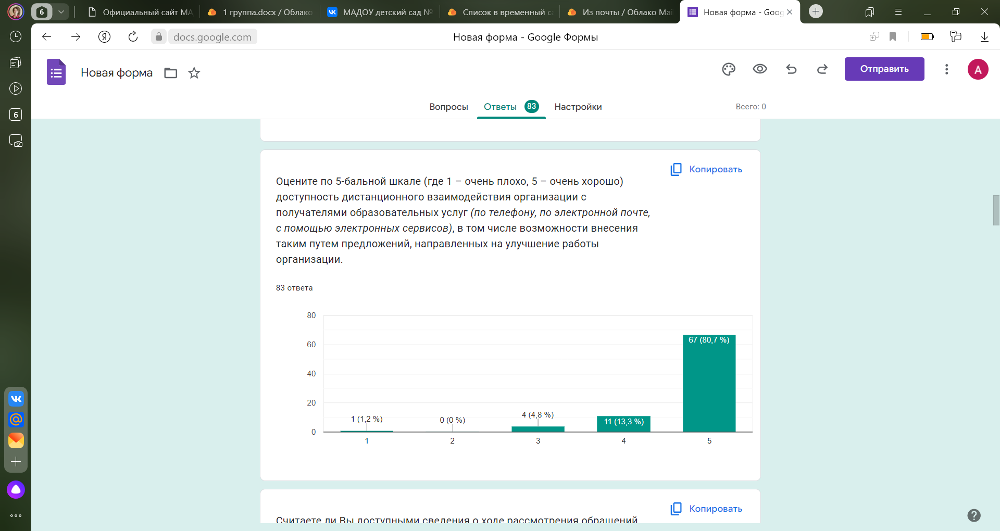 6
Официальный сайт МА
1 группа.docx / Облако
МАДОУ детский сад №
Список в временный са
Из почты / Облако Mai
Новая форма - Goog
docs.google.com
Новая форма - Google Формы
Я
6
Новая форма
Отправить
А
Вопросы
Ответы 83
Настройки
Всего: 0
Копировать
Оцените по 5-бальной шкале (где 1 – очень плохо, 5 – очень хорошо)
доступность дистанционного взаимодействия организации с
получателями образовательных услуг (по телефону, по электронной почте,
с помощью электронных сервисов), в том числе возможности внесения
таким путем предложений, направленных на улучшение работы
организации.
83 ответа
80
60
40
20
0
1 (1,2 %)
0 (0 %)
4 (4,8 %)
11 (13,3 %)
67 (80,7 %)
1
2
3
4
5
Копировать
Считаете ли Вы доступными сведения о ходе рассмотрения обращений